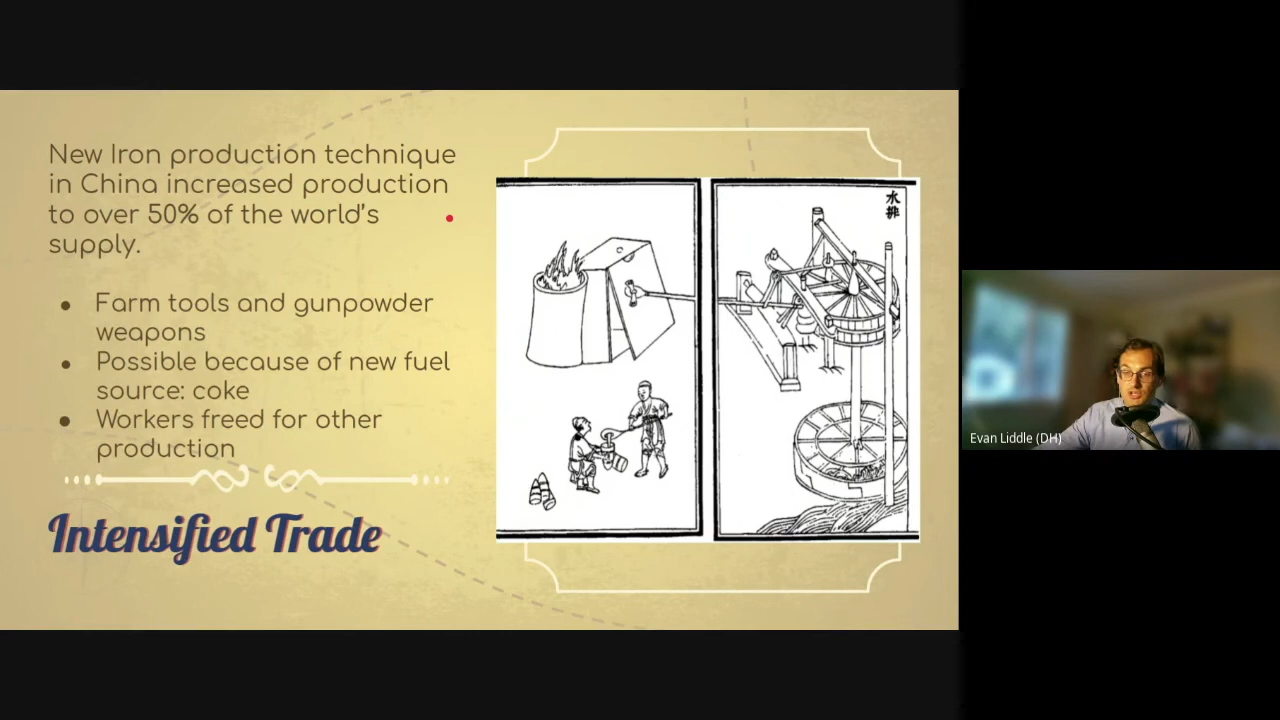 New Iron production technique
in China increased production
to over 50% of the world's
supply.
● Farm tools and gunpowder
weapons
● Possible because of new fuel
source: coke
● Workers freed for other
production
Intensified Trade
水排
Evan Liddle (DH)